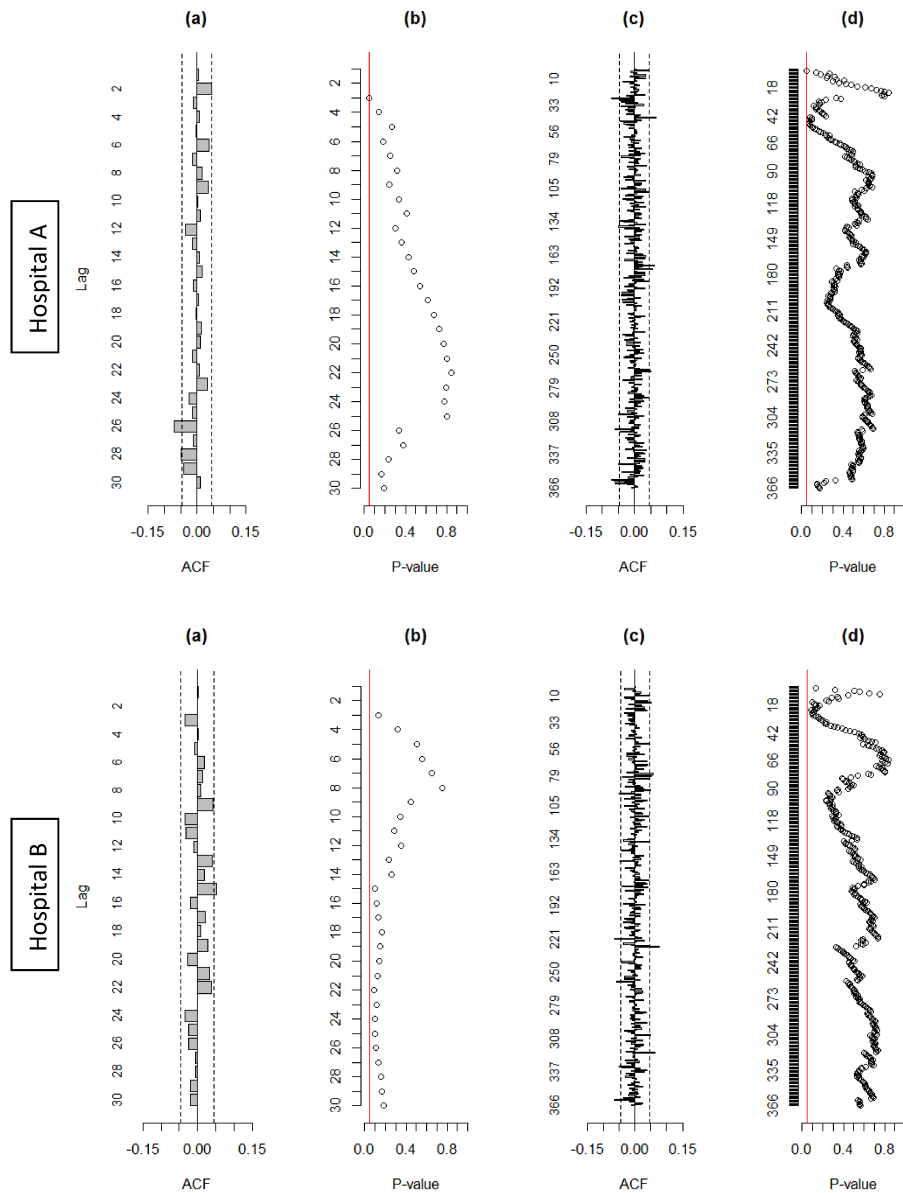 (a) (b) (c) (d)
Hospital A
Lag
2 4 6 8 10 12 14 16 18 20 22 24 26 28 30
-0.15 0.00 0.15
ACF
2 4 6 8 10 12 14 16 18 20 22 24 26 28 30
0.0 0.4 0.8
P-value
10 33 56 79 105 134 163 192 221 250 279 308 337 366
-0.15 0.00 0.15
ACF
18 42 66 90 118 149 180 211 242 273 304 335 366
0.0 0.4 0.8
P-value
(a) (b) (c) (d)
Hospital B
Lag
2 4 6 8 10 12 14 16 18 20 22 24 26 28 30
-0.15 0.00 0.15
ACF
2 4 6 8 10 12 14 16 18 20 22 24 26 28 30
0.0 0.4 0.8
P-value
10 33 56 79 105 134 163 192 221 250 279 308 337 366
-0.15 0.00 0.15
ACF
18 42 66 90 118 149 180 211 242 273 304 335 366
0.0 0.4 0.8
P-value